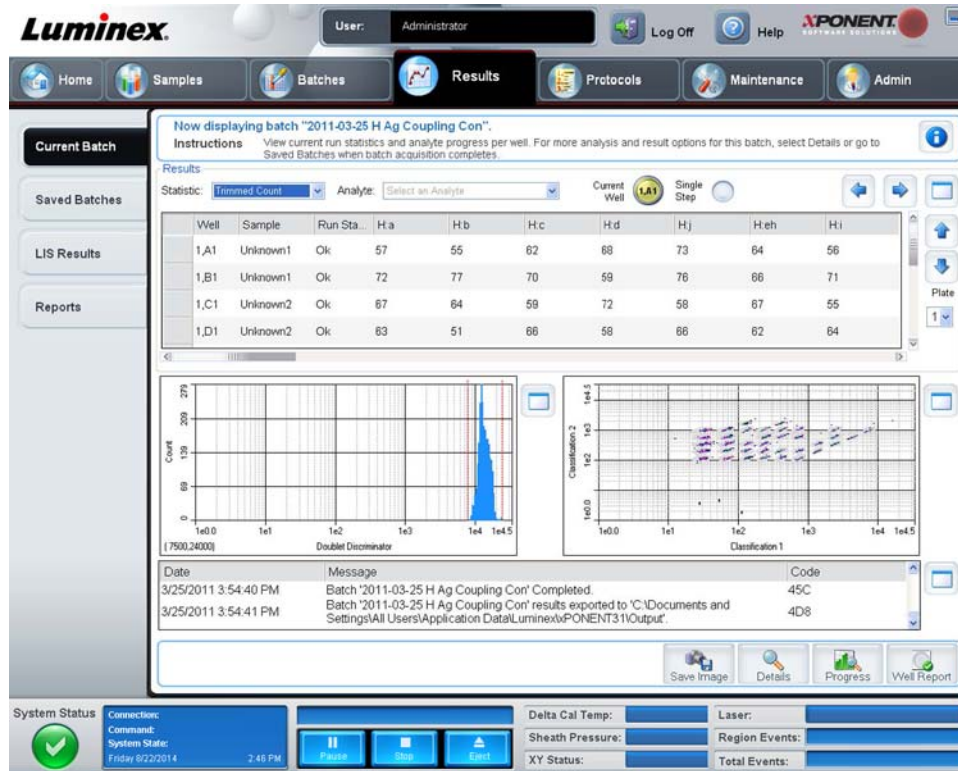 Luminex.
User: Administrator
Log Off
Help
XPONENT.
SOFTWARE SOLUTIONS
Home
Samples
Batches
Results
Protocols
Maintenance
Admin
Current Batch
Saved Batches
LIS Results
Reports
Now displaying batch "2011-03-25 H Ag Coupling Con".
Instructions View current run statistics and analyte progress per well. For more analysis and result options for this batch, select Details or go to
Saved Batches when batch acquisition completes.
Results
Statistic: Trimmed Count Analyte: Select an Analyte Current Well 1,A1 Single Step
Well Sample Run Sta... H:a H:b H:c H:d H:j H:eh H:i
1,A1 Unknown1 Ok 57 55 62 68 73 64 56
1,B1 Unknown1 Ok 72 77 70 59 76 66 71
1,C1 Unknown2 Ok 67 64 59 72 58 67 55
1,D1 Unknown2 Ok 63 51 66 58 66 62 64
Plate
1
279
209
139
69
0
Count
1e0.0 1e1 1e2 1e3 1e4 1e4.5
(7500,24000) Doublet Discriminator
1e4.5
1e3
1e2
1e0.0
Classification 2
1e0.0 1e1 1e2 1e3 1e4 1e4.5
Classification 1
Date Message Code
3/25/2011 3:54:40 PM Batch '2011-03-25 H Ag Coupling Con' Completed. 45C
3/25/2011 3:54:41 PM Batch '2011-03-25 H Ag Coupling Con' results exported to 'C:\Documents and
Settings\All Users\Application Data\Luminex\xPONENT31\Output'. 4D8
Save Image
Details
Progress
Well Report
System Status
Connection:
Command:
System State:
Friday 8/22/2014 2:46 PM
Pause
Stop
Eject
Delta Cal Temp:
Sheath Pressure:
XY Status:
Laser:
Region Events:
Total Events: